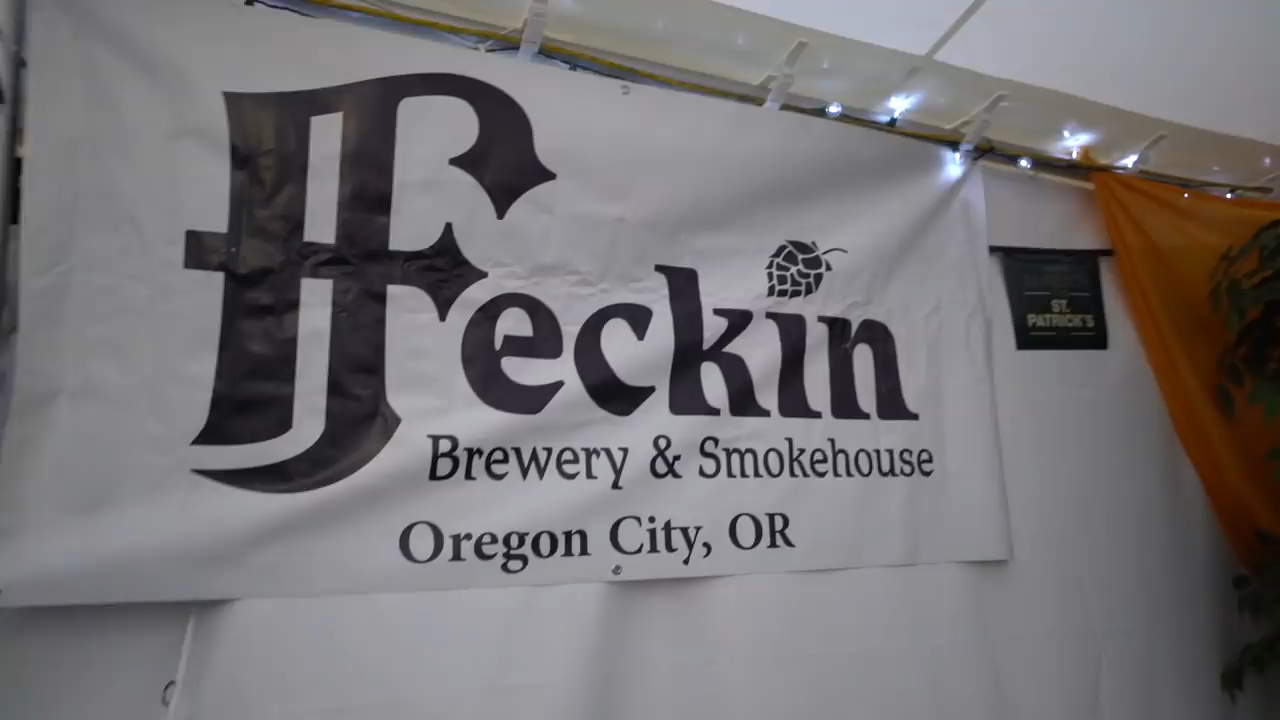 Feckin
Brewery & Smokehouse
Oregon City, OR
ST.
PATRICK'S